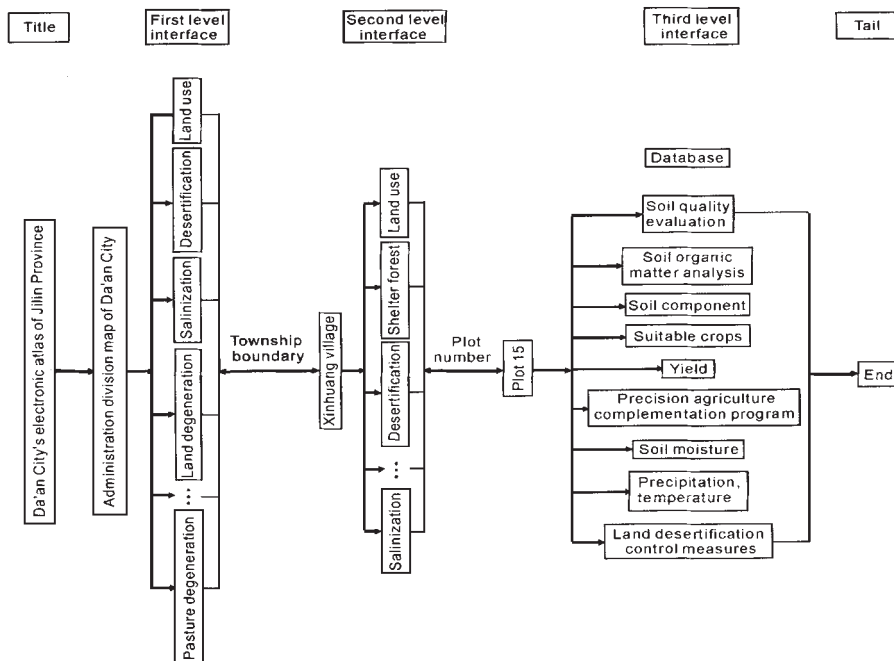 Title
First level
interface
Second level
interface
Third level
interface
Tail
Da'an City's electronic atlas of Jilin Province
Administration division map of Da'an City
Land use
Desertification
Salinization
Land degeneration
...
Pasture degeneration
Township
boundary
Xinhuang village
Land use
Shelter forest
Desertification
...
Salinization
Plot
number
Plot 15
Database
Soil quality
evaluation
Soil organic
matter analysis
Soil component
Suitable crops
Yield
Precision agriculture
complementation program
Soil moisture
Precipitation,
temperature
Land desertification
control measures
End